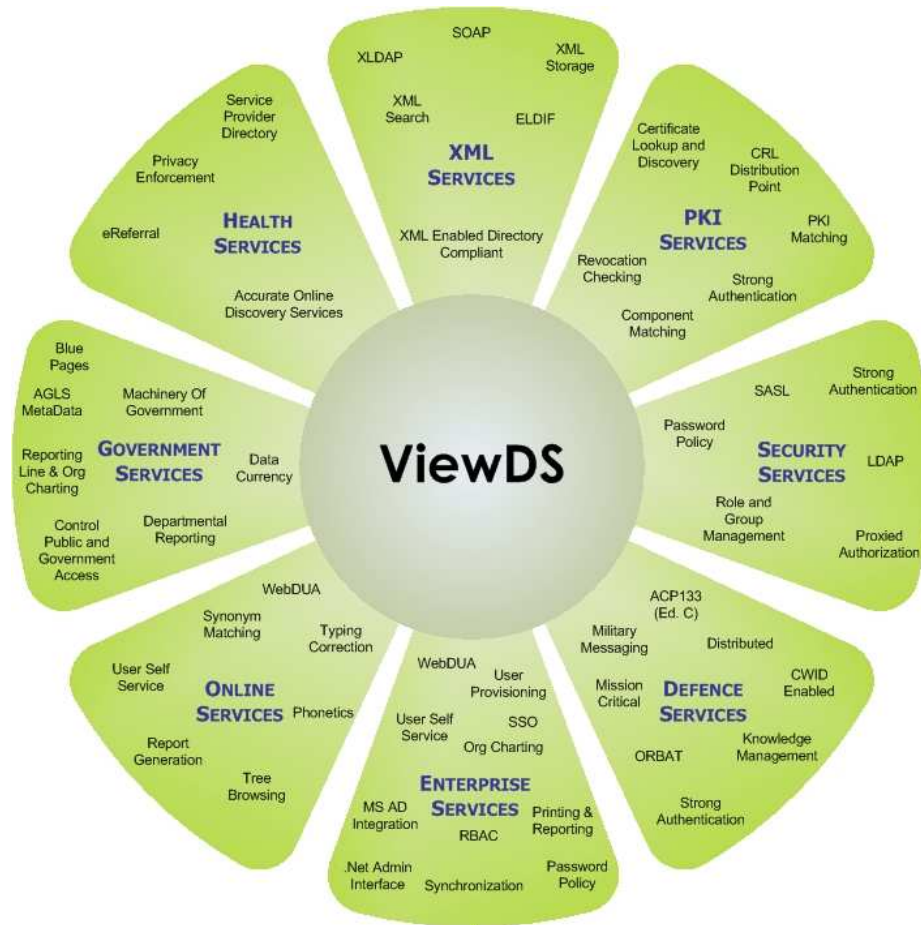 SOAP
XLDAP
XML
Storage
XML
Search
ELDIF
XML
SERVICES
XML Enabled Directory
Compliant
Certificate
Lookup and
Discovery
CRL
Distribution
Point
PKI
SERVICES
PKI
Matching
Revocation
Checking
Strong
Authentication
Component
Matching
SASL
Strong
Authentication
Password
Policy
SECURITY
SERVICES
LDAP
Role and
Group
Management
Proxied
Authorization
ACP133
(Ed. C)
Military
Messaging
Distributed
Mission
Critical
DEFENCE
SERVICES
CWID
Enabled
ORBAT
Knowledge
Management
Strong
Authentication
WebDUA
User
Provisioning
User Self
Service
SSO
Org Charting
ENTERPRISE
SERVICES
MS AD
Integration
RBAC
Printing &
Reporting
.Net Admin
Interface
Synchronization
Password
Policy
WebDUA
Synonym
Matching
Typing
Correction
User Self
Service
ONLINE
SERVICES
Phonetics
Report
Generation
Tree
Browsing
Blue
Pages
AGLS
MetaData
Machinery Of
Government
Reporting
Line & Org
Charting
GOVERNMENT
SERVICES
Data
Currency
Control
Public and
Government
Access
Departmental
Reporting
Service
Provider
Directory
Privacy
Enforcement
eReferral
HEALTH
SERVICES
Accurate Online
Discovery Services
ViewDS